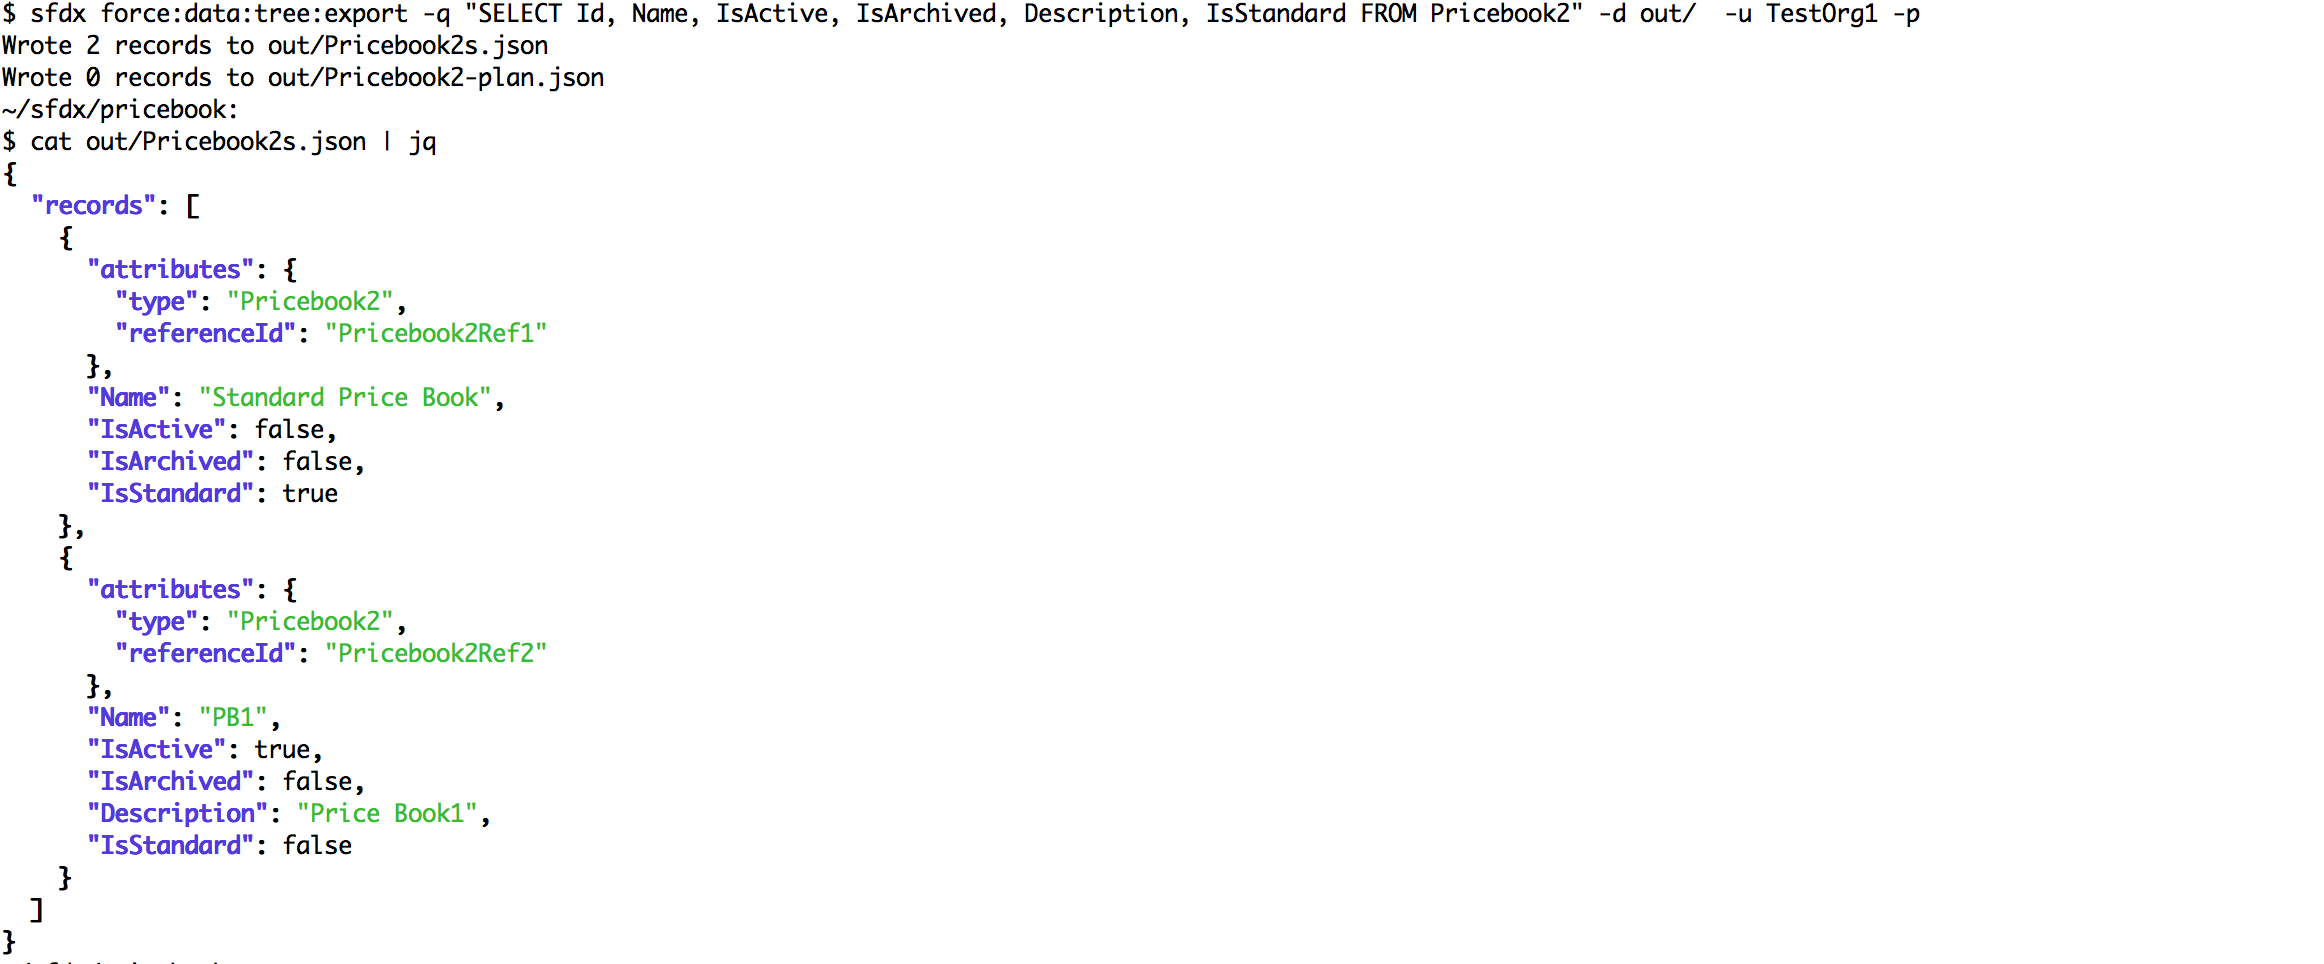 $ sfdx force:data:tree:export -q "SELECT Id, Name, IsActive, IsArchived, Description, IsStandard FROM Pricebook2" -d out/  -u TestOrg1 -p
Wrote 2 records to out/Pricebook2s.json
Wrote 0 records to out/Pricebook2-plan.json
~/sfdx/pricebook:
$ cat out/Pricebook2s.json | jq
{
  "records": [
    {
      "attributes": {
        "type": "Pricebook2",
        "referenceId": "Pricebook2Ref1"
      },
      "Name": "Standard Price Book",
      "IsActive": false,
      "IsArchived": false,
      "IsStandard": true
    },
    {
      "attributes": {
        "type": "Pricebook2",
        "referenceId": "Pricebook2Ref2"
      },
      "Name": "PB1",
      "IsActive": true,
      "IsArchived": false,
      "Description": "Price Book1",
      "IsStandard": false
    }
  ]
}